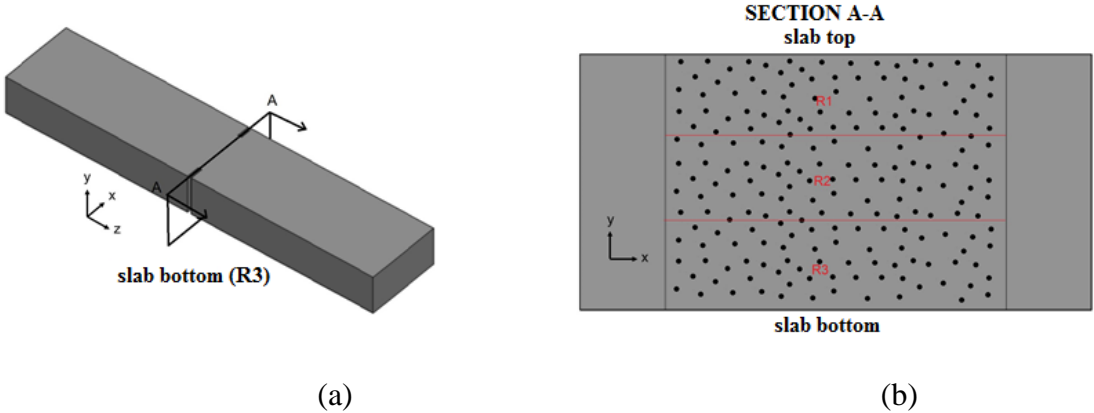 A
A
y
x
z
slab bottom (R3)
(a)
SECTION A-A
slab top
R1
R2
R3
y
x
slab bottom
(b)